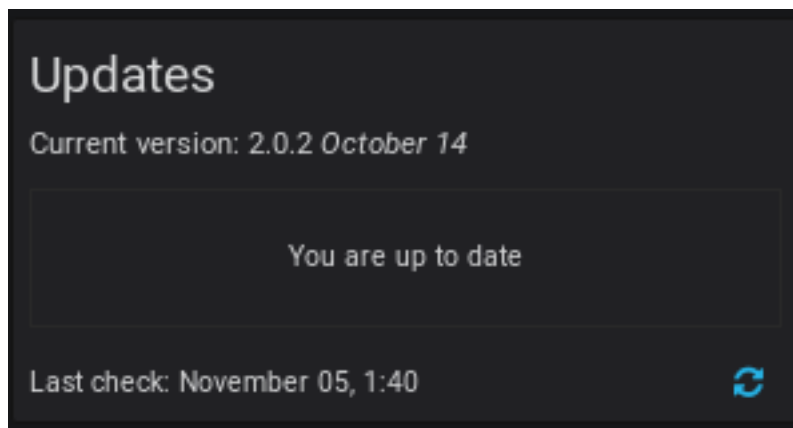 Updates
Current version: 2.0.2 October 14
You are up to date
Last check: November 05, 1:40